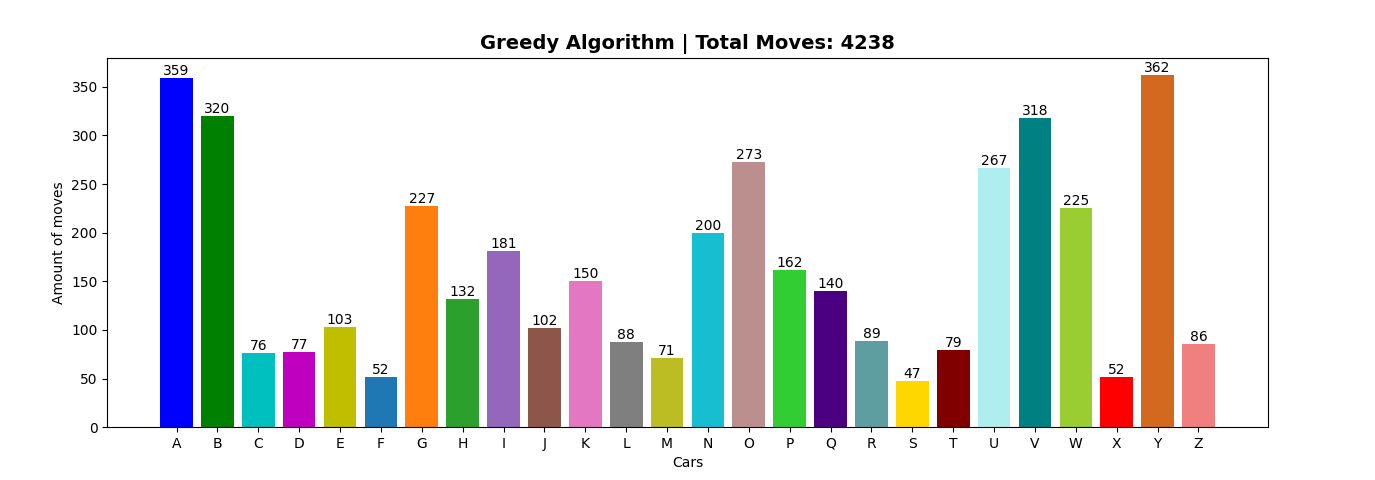 Greedy Algorithm | Total Moves: 4238
Amount of moves
350
300
250
200
150
100
50
0
359 320 76 77 103 52 227 132 181 102 150 88 71 200 273 162 140 89 47 79 267 318 225 52 362 86
A B C D E F G H I J K L M N O P Q R S T U V W X Y Z
Cars